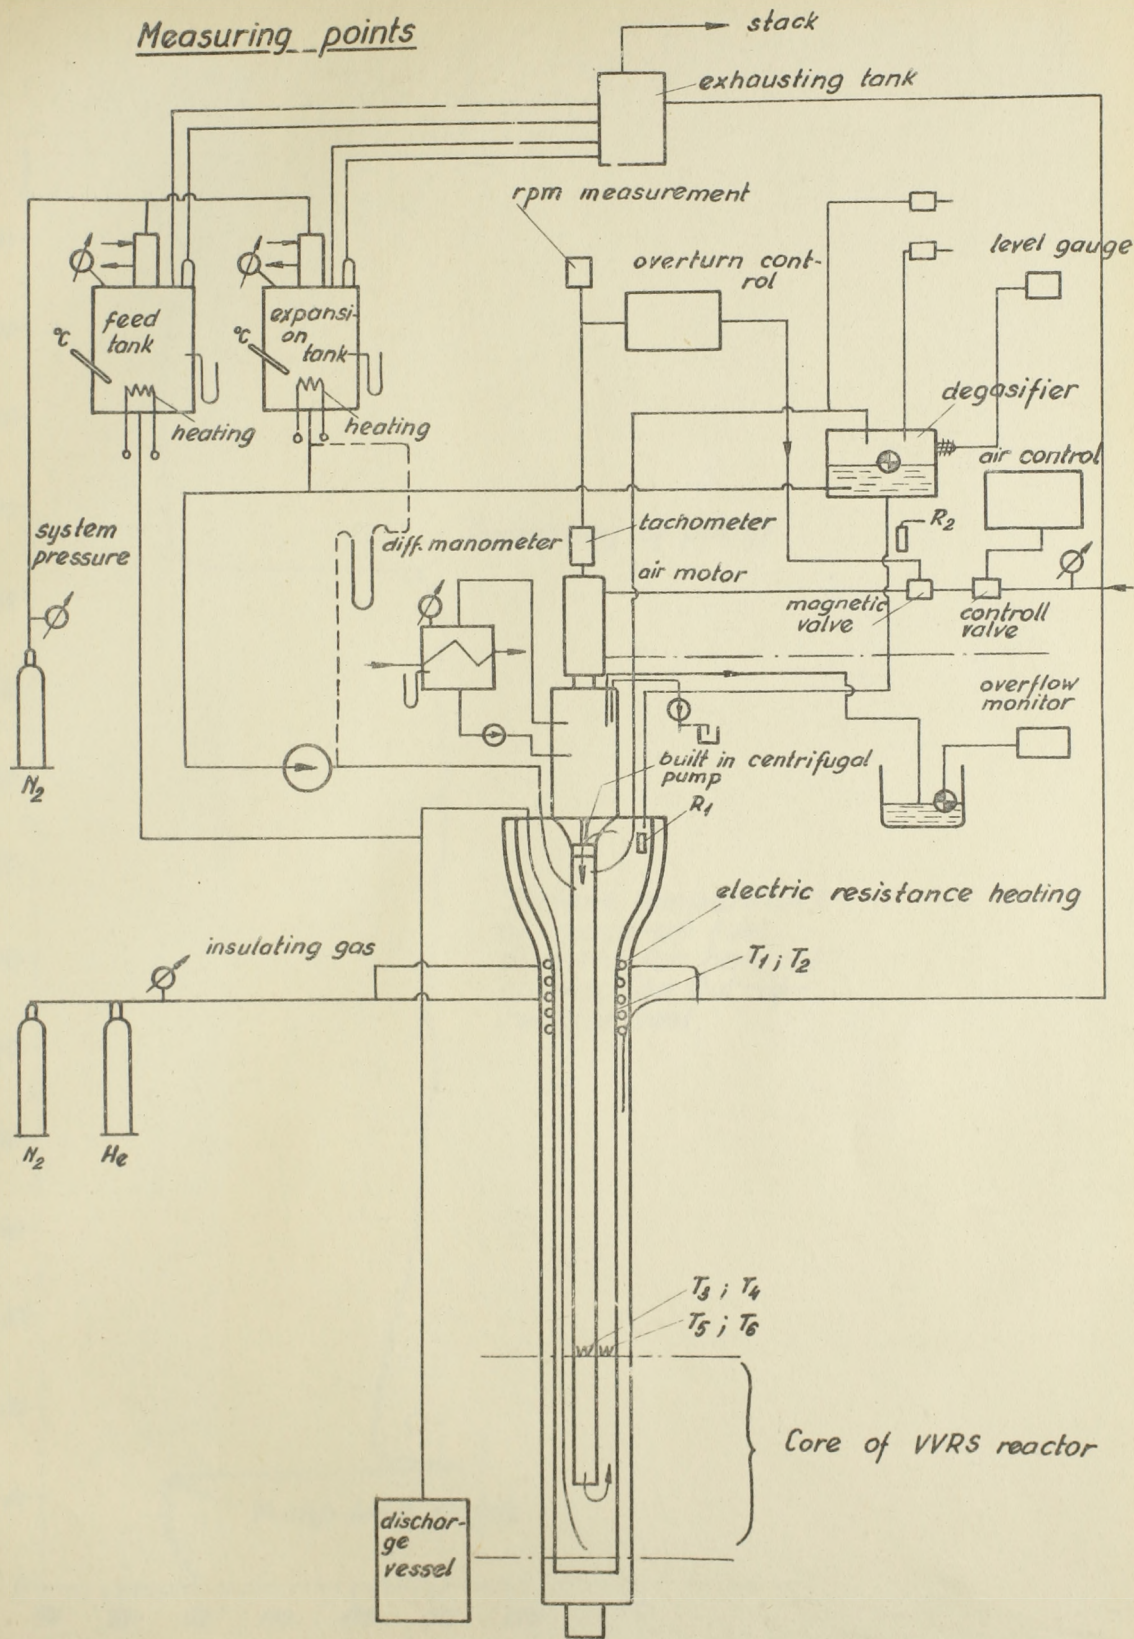 Measuring points
stack
exhausting tank
rpm measurement
overturn cont-
rol
level gauge
feed
tank
°C
expansi-
on
tank
°C
heating
heating
degasifier
air control
system
pressure
diff. manometer
tachometer
R2
air motor
magnetic
valve
controll
valve
overflow
monitor
N2
built in centrifugal
pump
R1
electric resistance heating
insulating gas
T1 ; T2
N2
He
T3 ; T4
T5 ; T6
Core of VVRS reactor
dischar-
ge
vessel